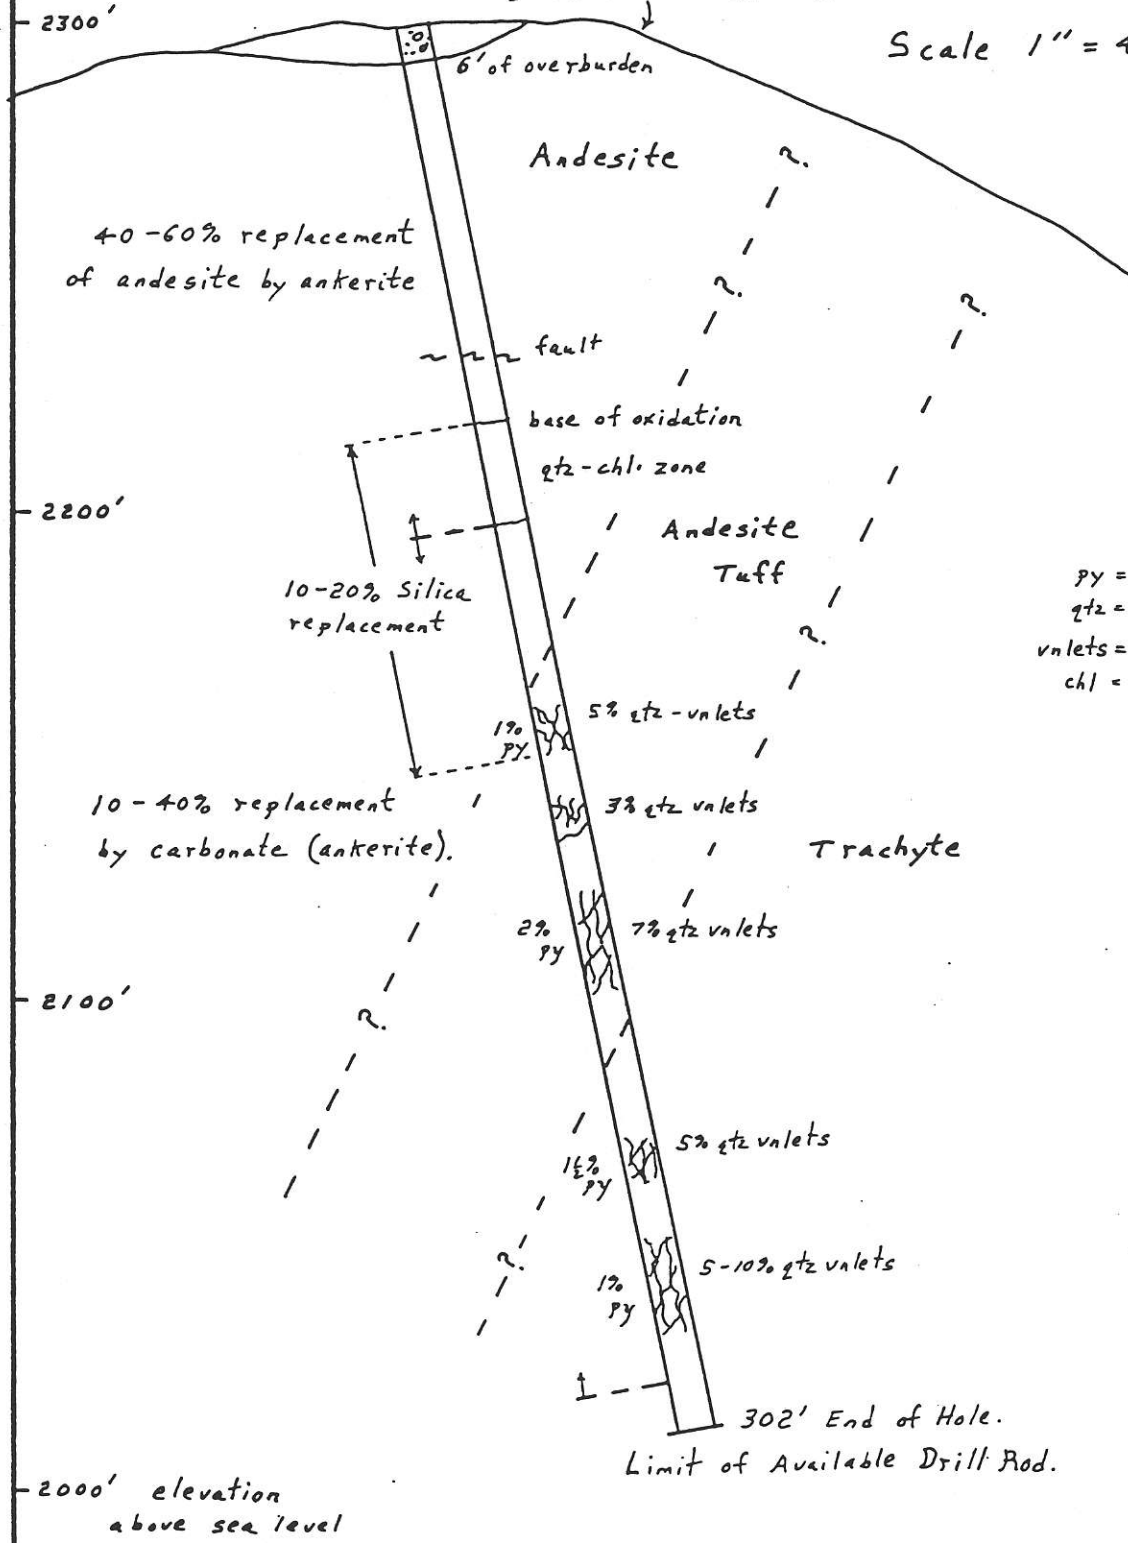 2300'
Scale 1" = 4
6' of overburden
Andesite
?
40-60% replacement
of andesite by ankerite
?
?
fault
base of oxidation
qtz-chl. zone
2200'
Andesite
Tuff
py =
10-20% Silica
qtz =
replacement
?
vnlets =
chl =
5% qtz-vnlets
1%
py.
10-40% replacement
3% qtz vnlets
by carbonate (ankerite).
Trachyte
2%
py
7% qtz vnlets
2100'
?
5% qtz vnlets
1½%
py
?
5-10% qtz vnlets
1%
py
302' End of Hole.
Limit of Available Drill Rod.
2000' elevation
above sea level